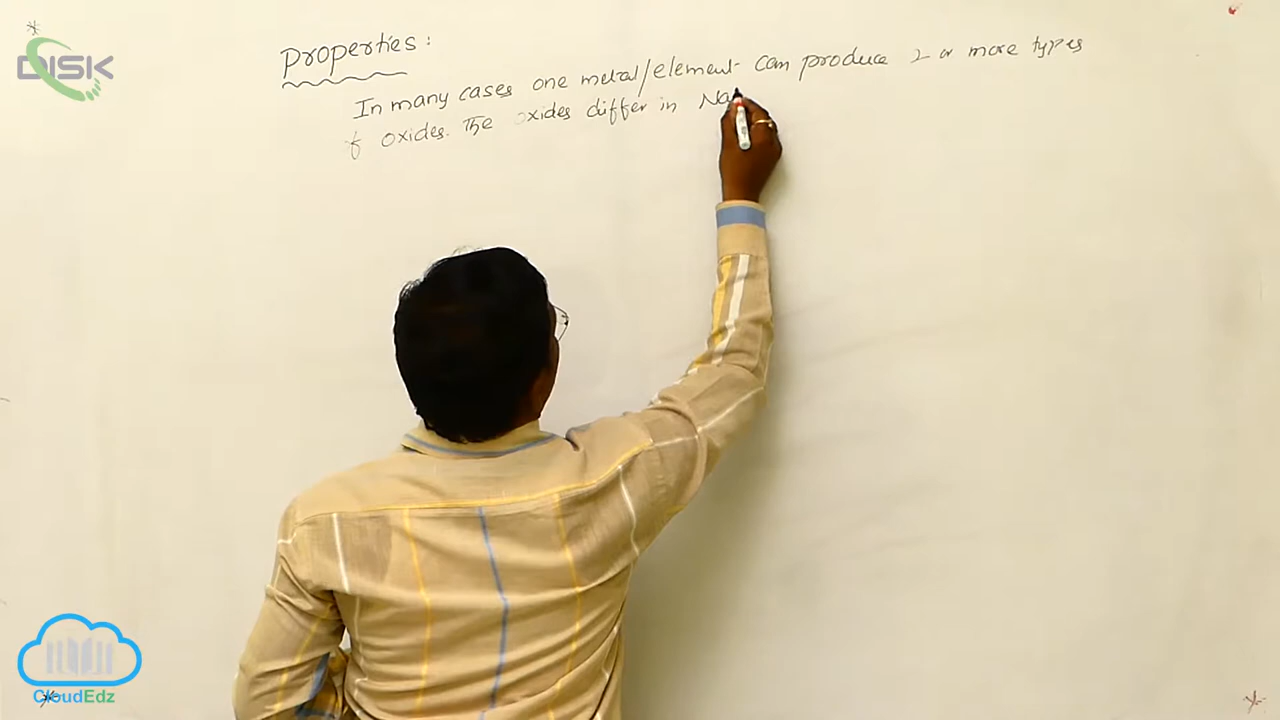 DISK
Properties:
In many cases one metal/element can produce 2 or more types
of oxides. The oxides differ in Na
CloudEdz